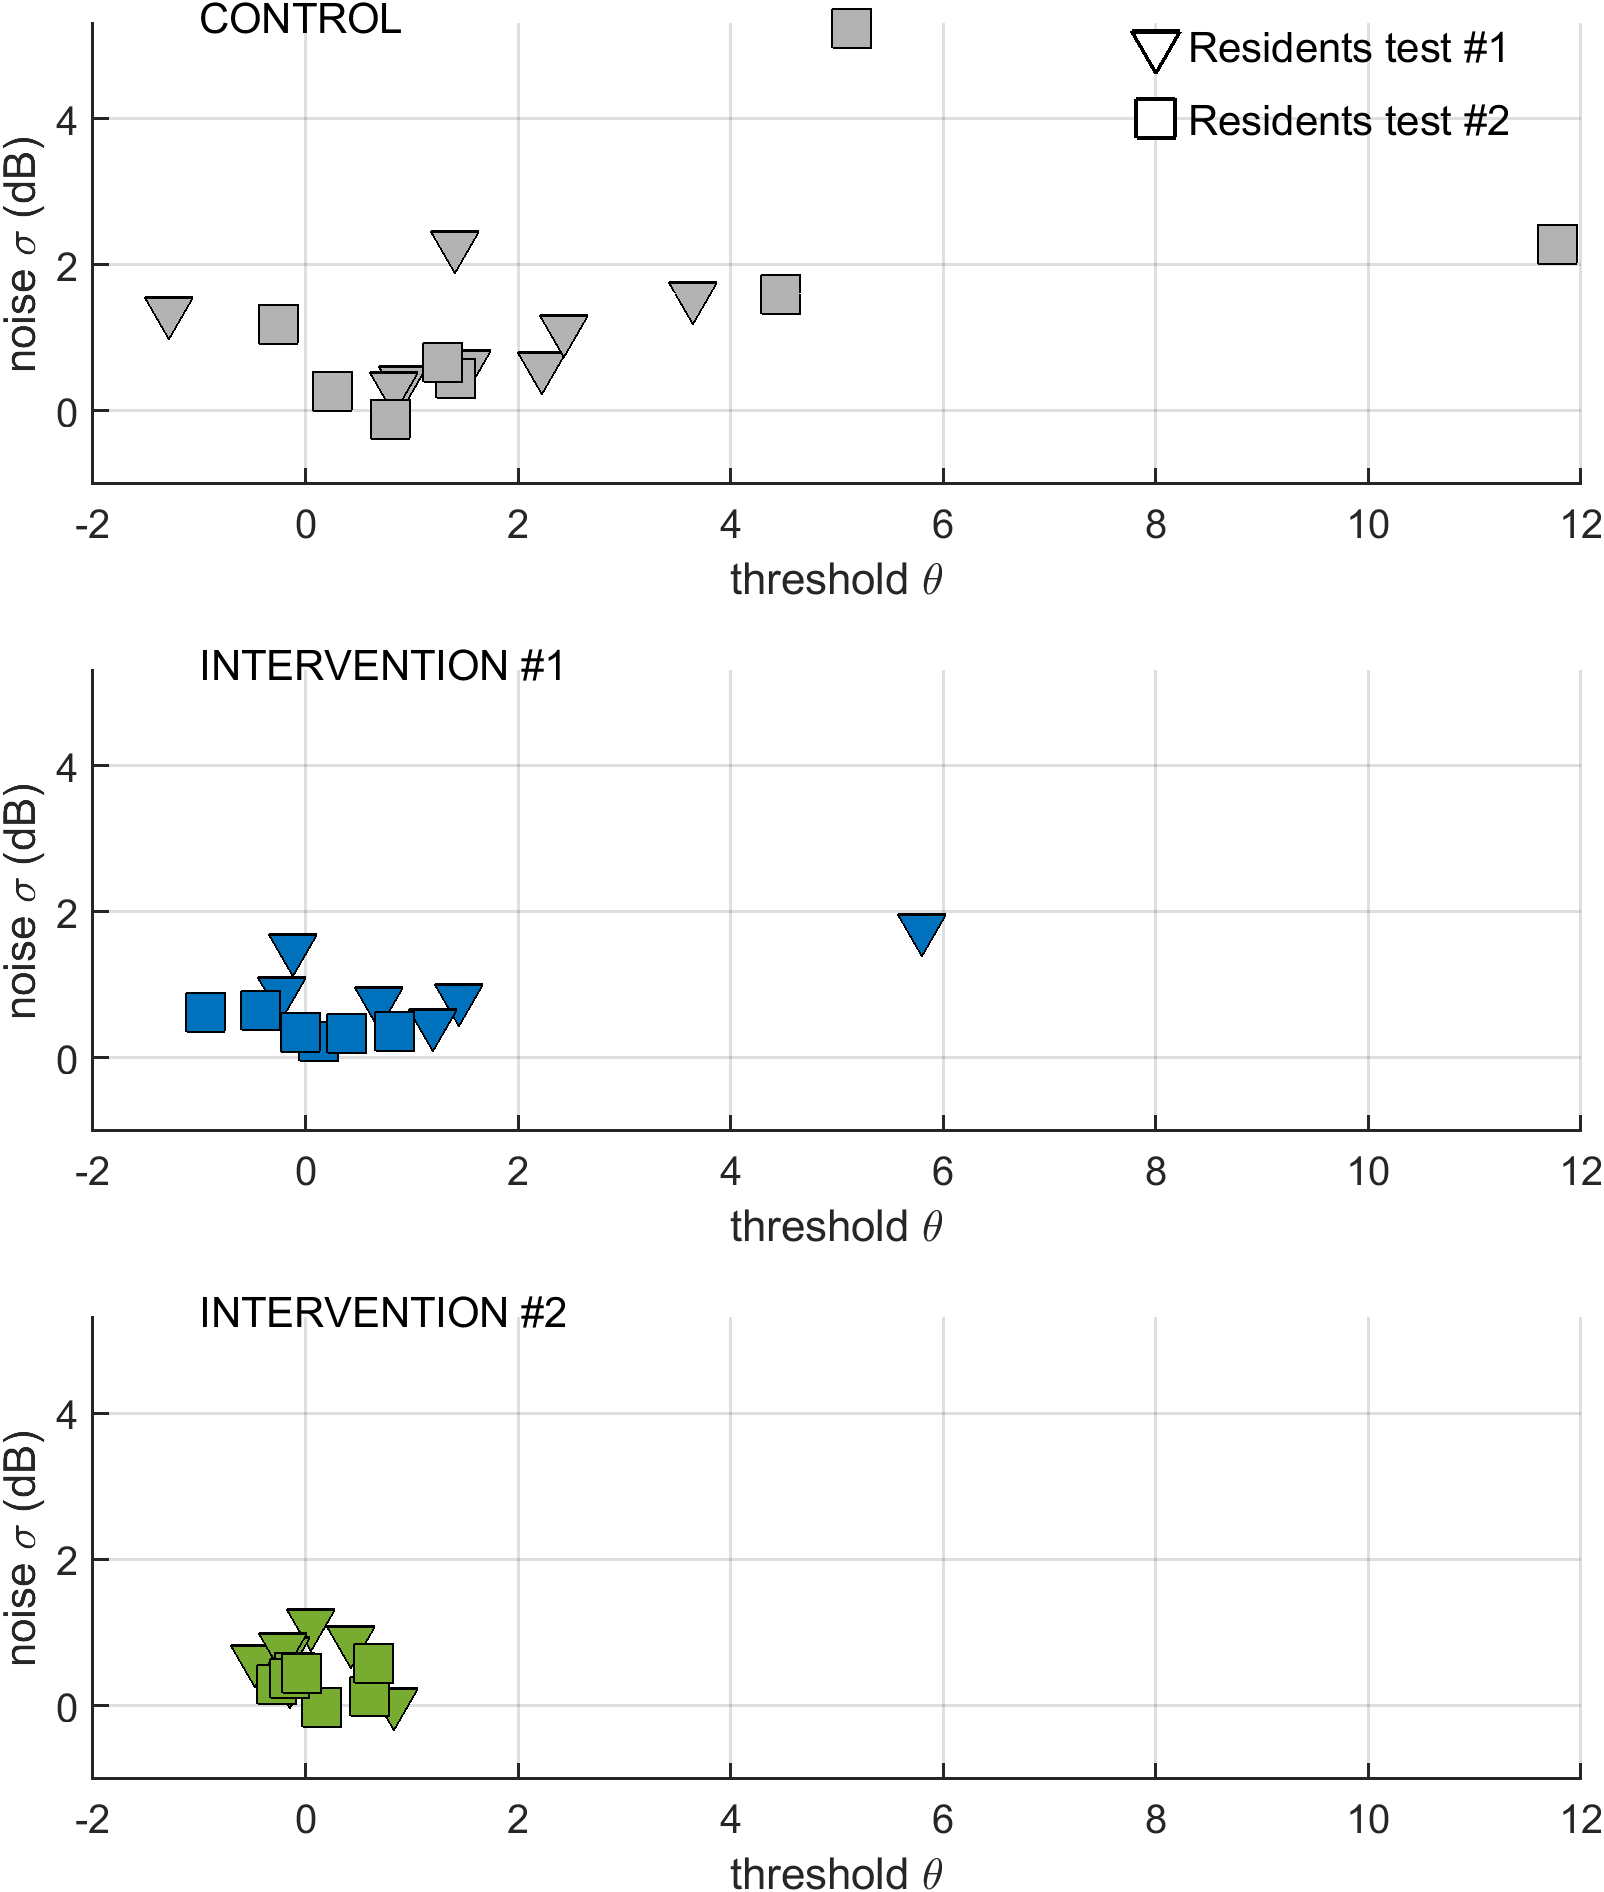 CONTROL
Residents test #1
Residents test #2
noise σ (dB)
4
2
0
-2 0 2 4 6 8 10 12
threshold θ
INTERVENTION #1
noise σ (dB)
4
2
0
-2 0 2 4 6 8 10 12
threshold θ
INTERVENTION #2
noise σ (dB)
4
2
0
-2 0 2 4 6 8 10 12
threshold θ